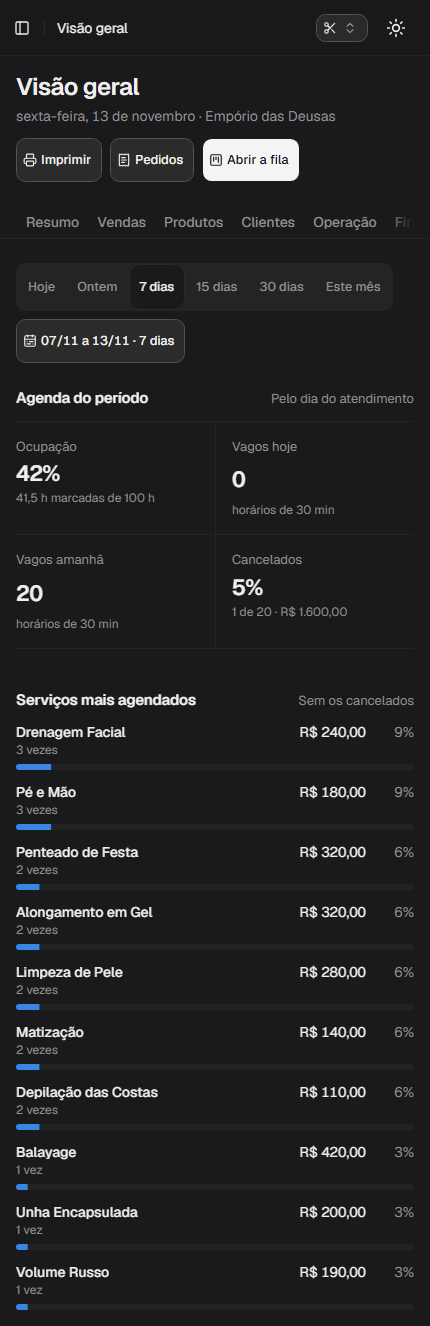 Visão geral
Visão geral
sexta-feira, 13 de novembro · Empório das Deusas
Imprimir
Pedidos
Abrir a fila
Resumo Vendas Produtos Clientes Operação
Hoje Ontem 7 dias 15 dias 30 dias Este mês
07/11 a 13/11 · 7 dias
Agenda do período Pelo dia do atendimento
Ocupação
42%
41,5 h marcadas de 100 h
Vagos hoje
0
horários de 30 min
Vagos amanhã
20
horários de 30 min
Cancelados
5%
1 de 20 · R$ 1.600,00
Serviços mais agendados Sem os cancelados
Drenagem Facial R$ 240,00 9%
3 vezes
Pé e Mão R$ 180,00 9%
3 vezes
Penteado de Festa R$ 320,00 6%
2 vezes
Alongamento em Gel R$ 320,00 6%
2 vezes
Limpeza de Pele R$ 280,00 6%
2 vezes
Matização R$ 140,00 6%
2 vezes
Depilação das Costas R$ 110,00 6%
2 vezes
Balayage R$ 420,00 3%
1 vez
Unha Encapsulada R$ 200,00 3%
1 vez
Volume Russo R$ 190,00 3%
1 vez